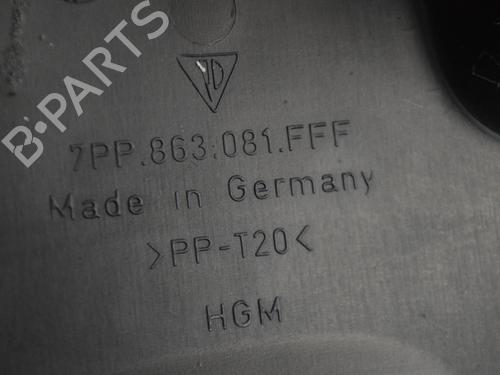 7PP.863.081.FFF
Made in Germany
>PP-T20<
HGM
B-PARTS